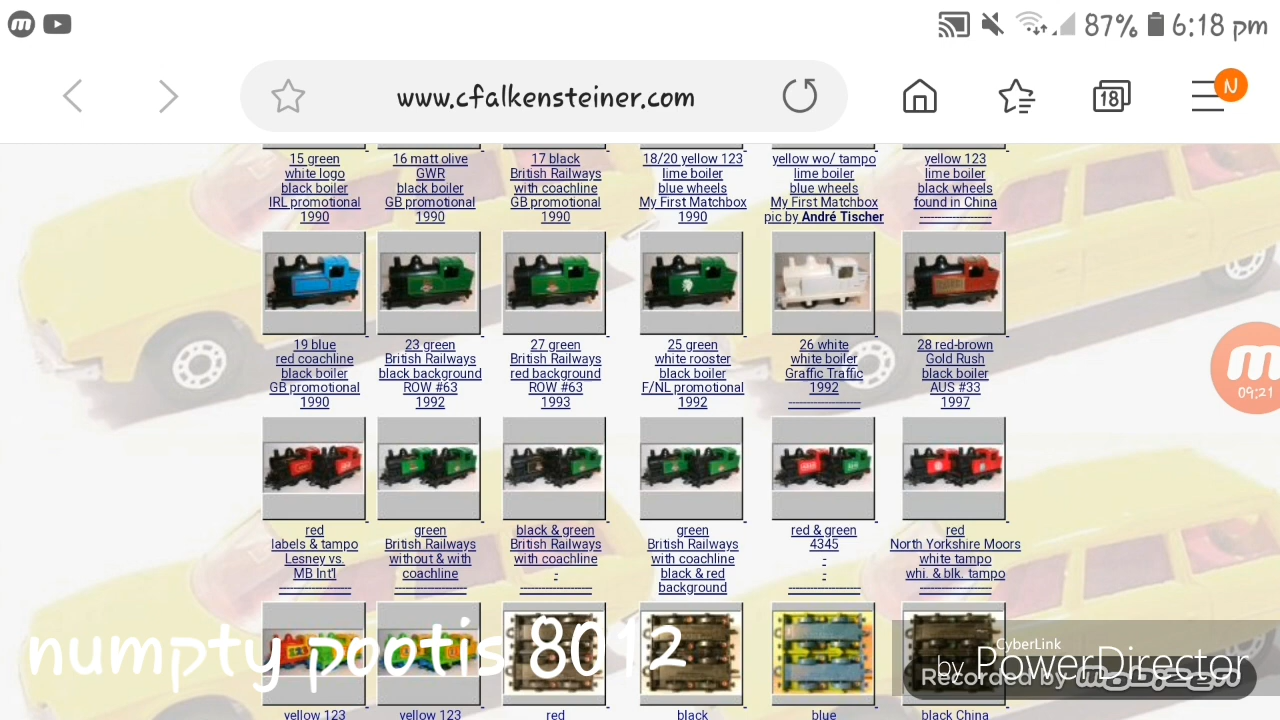 87% 6:18 pm
www.cfalkensteiner.com
18
N
15 green
white logo
black boiler
IRL promotional
1990
16 matt olive
GWR
black boiler
GB promotional
1990
17 black
British Railways
with coachline
GB promotional
1990
18/20 yellow 123
lime boiler
blue wheels
My First Matchbox
1990
yellow wo/ tampo
lime boiler
blue wheels
My First Matchbox
pic by André Tischer
yellow 123
lime boiler
black wheels
found in China
--------------------
19 blue
red coachline
black boiler
GB promotional
1990
23 green
British Railways
black background
ROW #63
1992
27 green
British Railways
red background
ROW #63
1993
25 green
white rooster
black boiler
F/NL promotional
1992
26 white
white boiler
Graffic Traffic
1992
--------------------
28 red-brown
Gold Rush
black boiler
AUS #33
1997
09:21
red
labels & tampo
Lesney vs.
MB Int'l
--------------------
green
British Railways
without & with
coachline
--------------------
black & green
British Railways
with coachline
-
--------------------
green
British Railways
with coachline
black & red
background
red & green
4345
-
-
--------------------
red
North Yorkshire Moors
white tampo
whi. & blk. tampo
--------------------
numpty pootis 8012
CyberLink
by PowerDirector
Recorded by mobizen
yellow 123
yellow 123
red
black
blue
black China